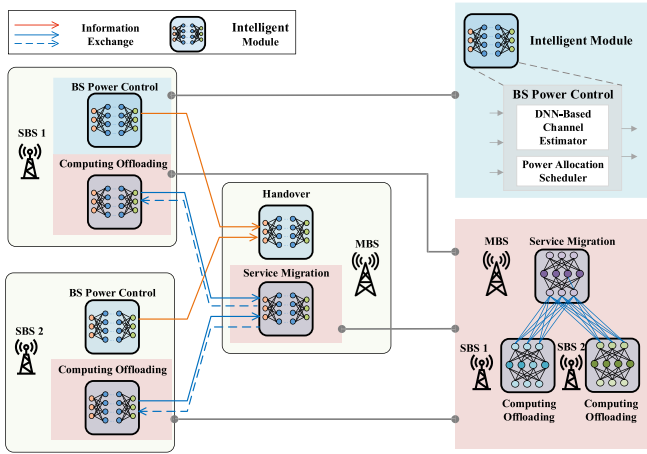 Information
Exchange
Intelligent
Module
BS Power Control
SBS 1
Computing Offloading
BS Power Control
SBS 2
Computing Offloading
Handover
MBS
Service Migration
Intelligent Module
BS Power Control
DNN-Based
Channel
Estimator
Power Allocation
Scheduler
MBS
Service Migration
SBS 1
SBS 2
Computing
Offloading
Computing
Offloading